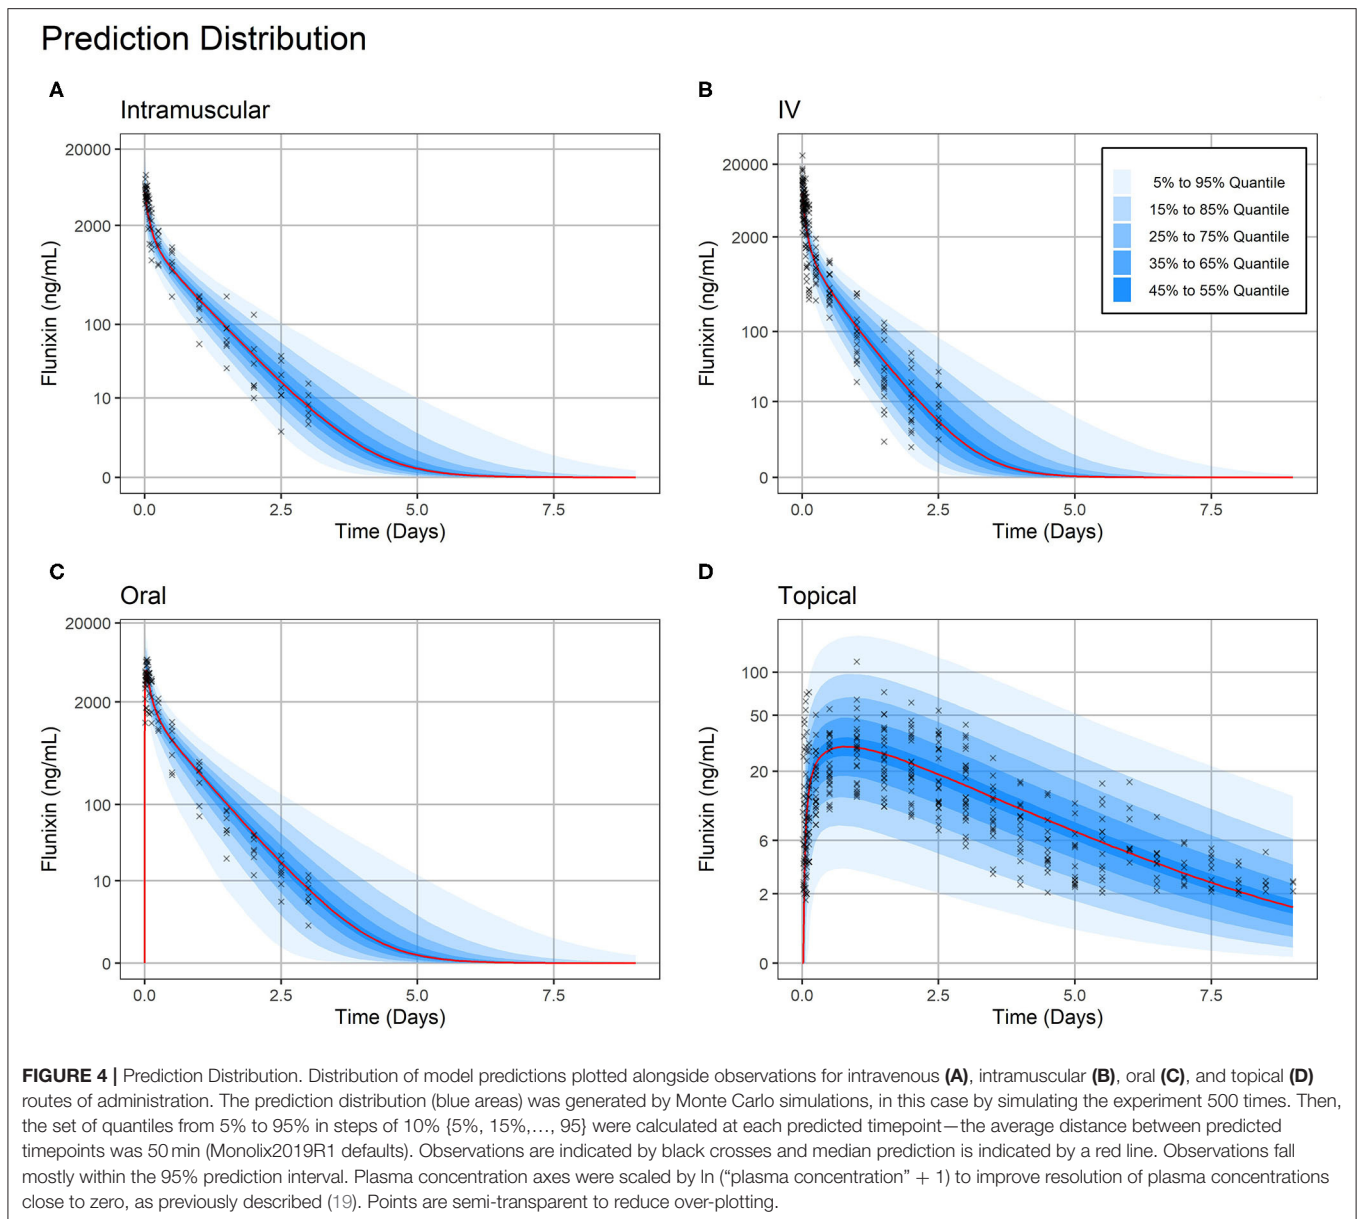 Prediction Distribution
A
Intramuscular
20000
2000
100
10
0
Flunixin (ng/mL)
0.0
2.5
5.0
7.5
Time (Days)
B
IV
20000
2000
100
10
0
Flunixin (ng/mL)
5% to 95% Quantile
15% to 85% Quantile
25% to 75% Quantile
35% to 65% Quantile
45% to 55% Quantile
0.0
2.5
5.0
7.5
Time (Days)
C
Oral
20000
2000
100
10
0
Flunixin (ng/mL)
0.0
2.5
5.0
7.5
Time (Days)
D
Topical
100
50
20
6
2
0
Flunixin (ng/mL)
0.0
2.5
5.0
7.5
Time (Days)
FIGURE 4 | Prediction Distribution. Distribution of model predictions plotted alongside observations for intravenous (A), intramuscular (B), oral (C), and topical (D)
routes of administration. The prediction distribution (blue areas) was generated by Monte Carlo simulations, in this case by simulating the experiment 500 times. Then,
the set of quantiles from 5% to 95% in steps of 10% {5%, 15%,..., 95} were calculated at each predicted timepoint—the average distance between predicted
timepoints was 50 min (Monolix2019R1 defaults). Observations are indicated by black crosses and median prediction is indicated by a red line. Observations fall
mostly within the 95% prediction interval. Plasma concentration axes were scaled by ln (“plasma concentration” + 1) to improve resolution of plasma concentrations
close to zero, as previously described (19). Points are semi-transparent to reduce over-plotting.